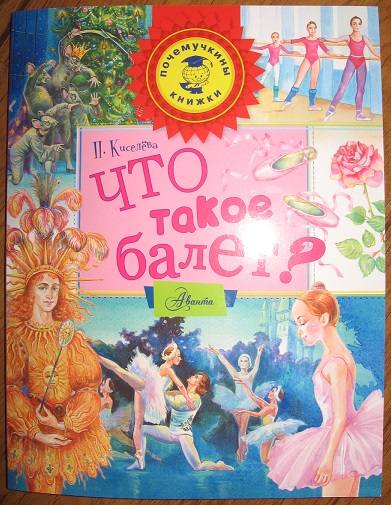 почемучкины
книжки
П. Киселёва
ЧТО
такое
балет?
Аванта